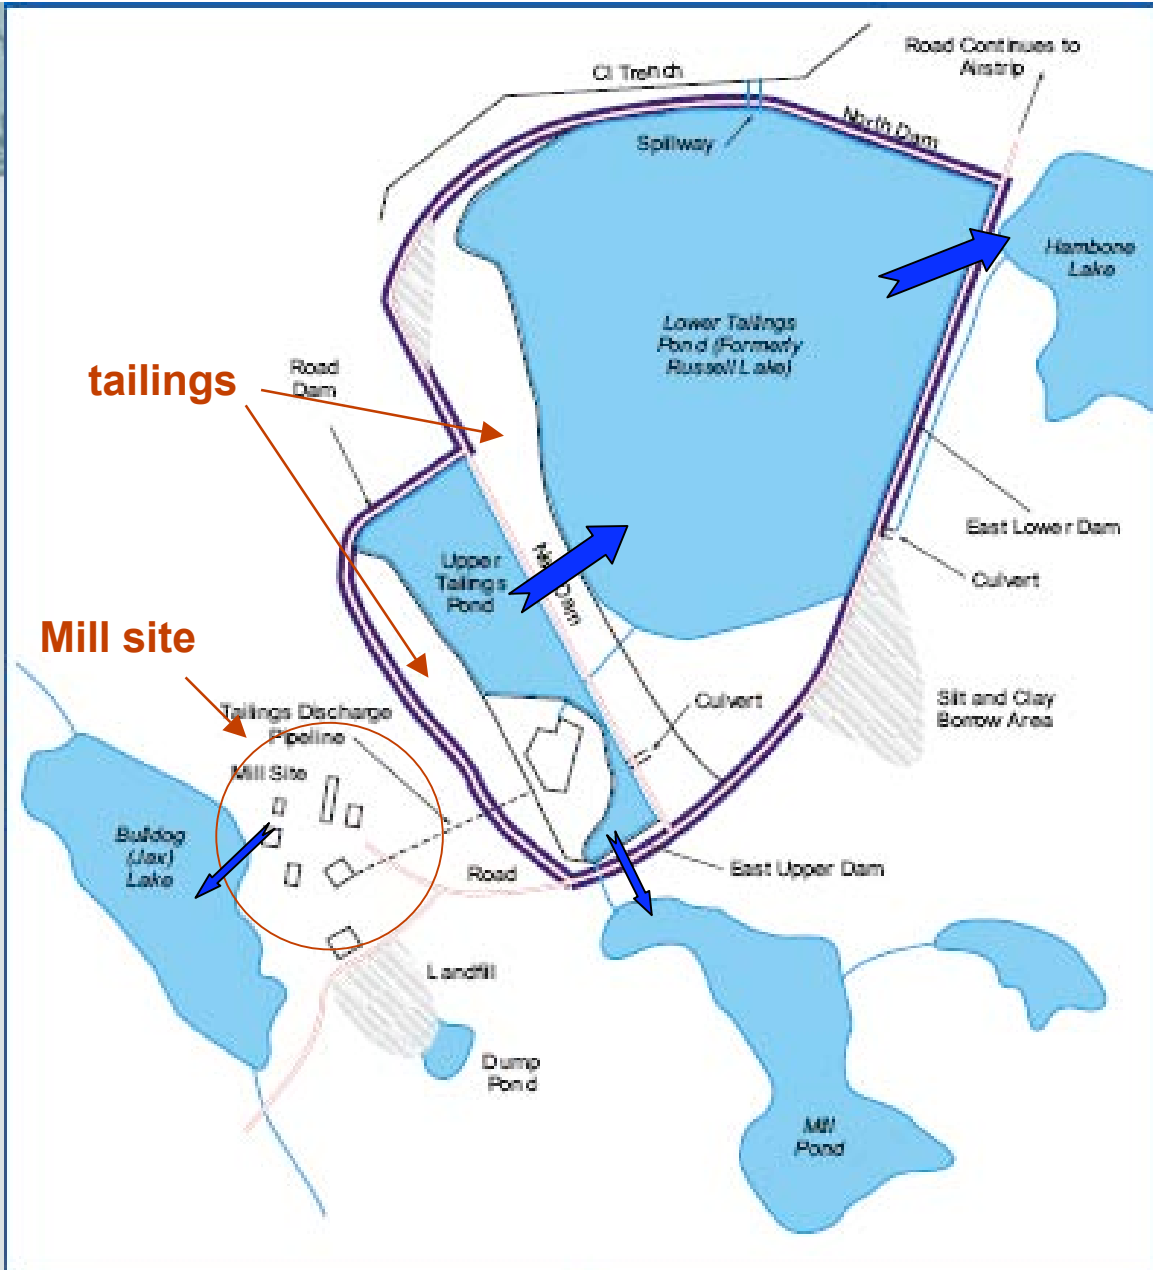 Road Continues to
Airstrip
Cl Trench
North Dam
Spillway
Hambone
Lake
Lower Tailings
Pond (Formerly
Russell Lake)
tailings
Road
Dam
East Lower Dam
Upper
Tailings
Pond
Dam
Culvert
Mill site
Culvert
Silt and Clay
Borrow Area
Tailings Discharge
Pipeline
Mill Site
Bulldog
(Jax)
Lake
Road
East Upper Dam
Landfill
Dump
Pond
Mill
Pond